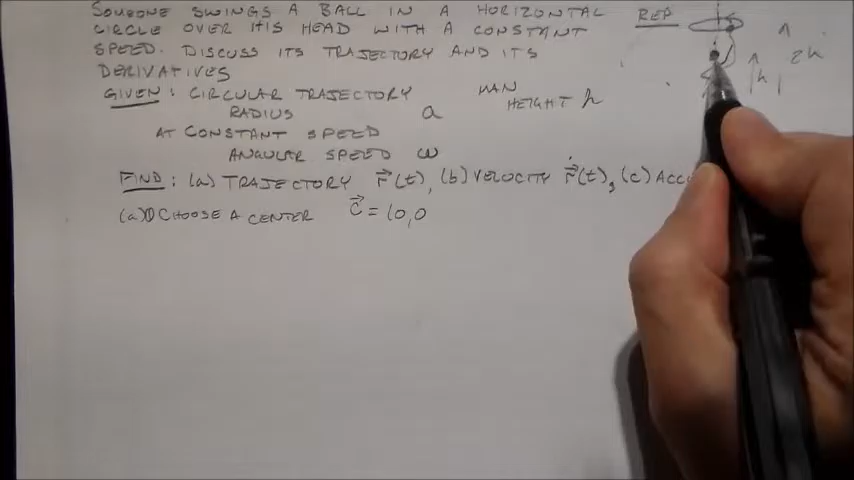 SOMEONE SWINGS A BALL IN A HORIZONTAL
CIRCLE OVER HIS HEAD WITH A CONSTANT
SPEED. DISCUSS ITS TRAJECTORY AND ITS
DERIVATIVES
REP
2h
h
GIVEN: CIRCULAR TRAJECTORY MAN
RADIUS a HEIGHT h
AT CONSTANT SPEED
ANGULAR SPEED ω
FIND: (a) TRAJECTORY r⃗(t), (b) VELOCITY ṙ⃗(t), (c) ACC
(a) ① CHOOSE A CENTER C⃗ = (0,0